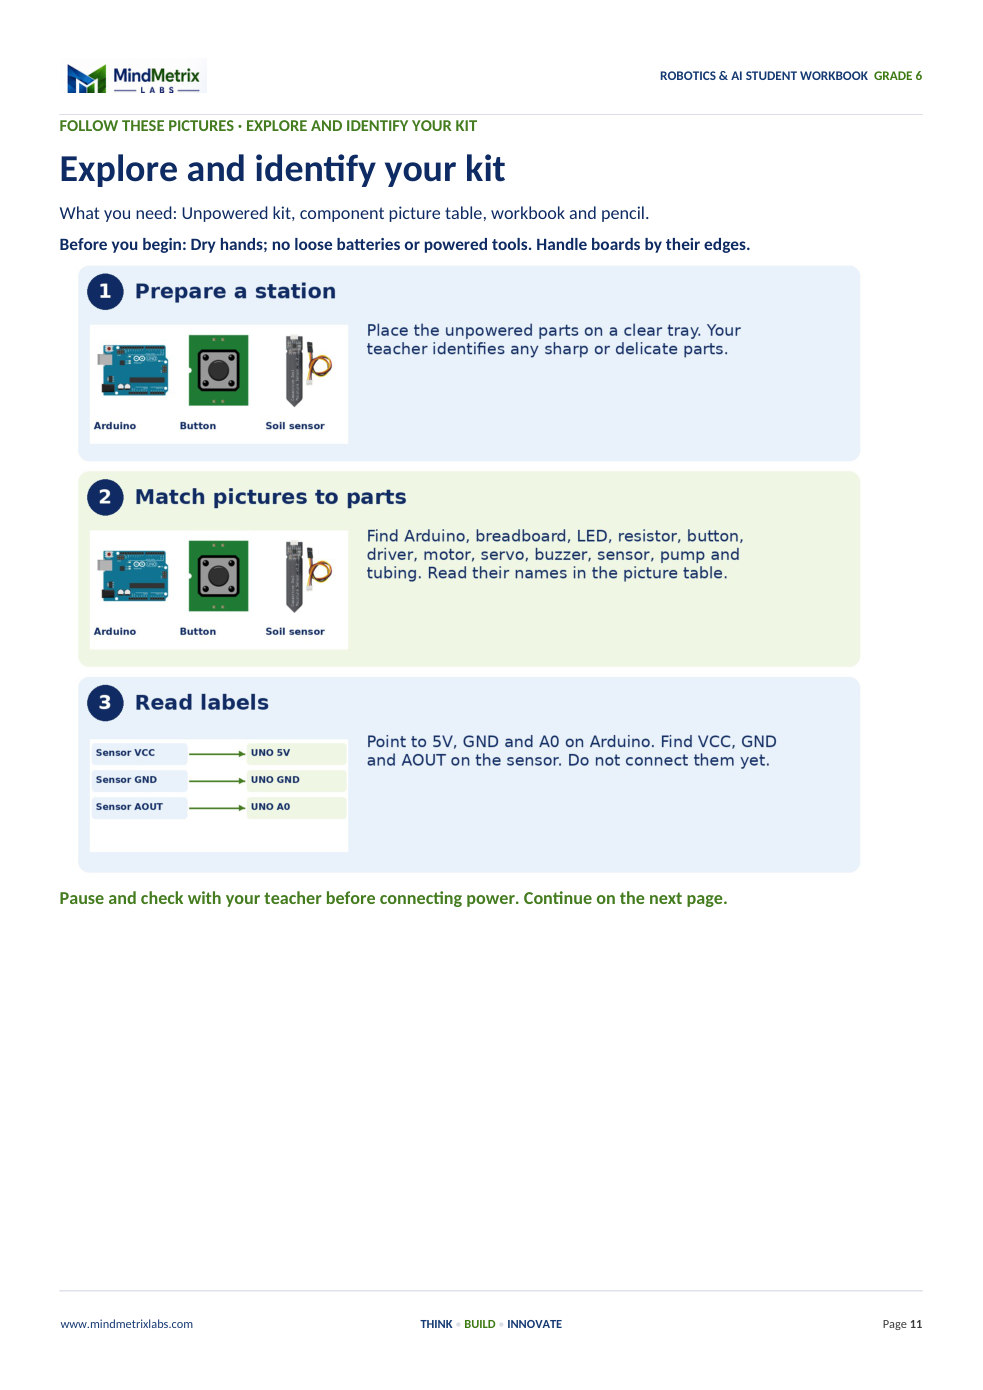 MindMetrix
LABS
ROBOTICS & AI STUDENT WORKBOOK GRADE 6
FOLLOW THESE PICTURES · EXPLORE AND IDENTIFY YOUR KIT
Explore and identify your kit
What you need: Unpowered kit, component picture table, workbook and pencil.
Before you begin: Dry hands; no loose batteries or powered tools. Handle boards by their edges.
1 Prepare a station
Place the unpowered parts on a clear tray. Your
teacher identifies any sharp or delicate parts.
Arduino Button Soil sensor
2 Match pictures to parts
Find Arduino, breadboard, LED, resistor, button,
driver, motor, servo, buzzer, sensor, pump and
tubing. Read their names in the picture table.
Arduino Button Soil sensor
3 Read labels
Point to 5V, GND and A0 on Arduino. Find VCC, GND
and AOUT on the sensor. Do not connect them yet.
Sensor VCC UNO 5V
Sensor GND UNO GND
Sensor AOUT UNO A0
Pause and check with your teacher before connecting power. Continue on the next page.
www.mindmetrixlabs.com THINK • BUILD • INNOVATE Page 11